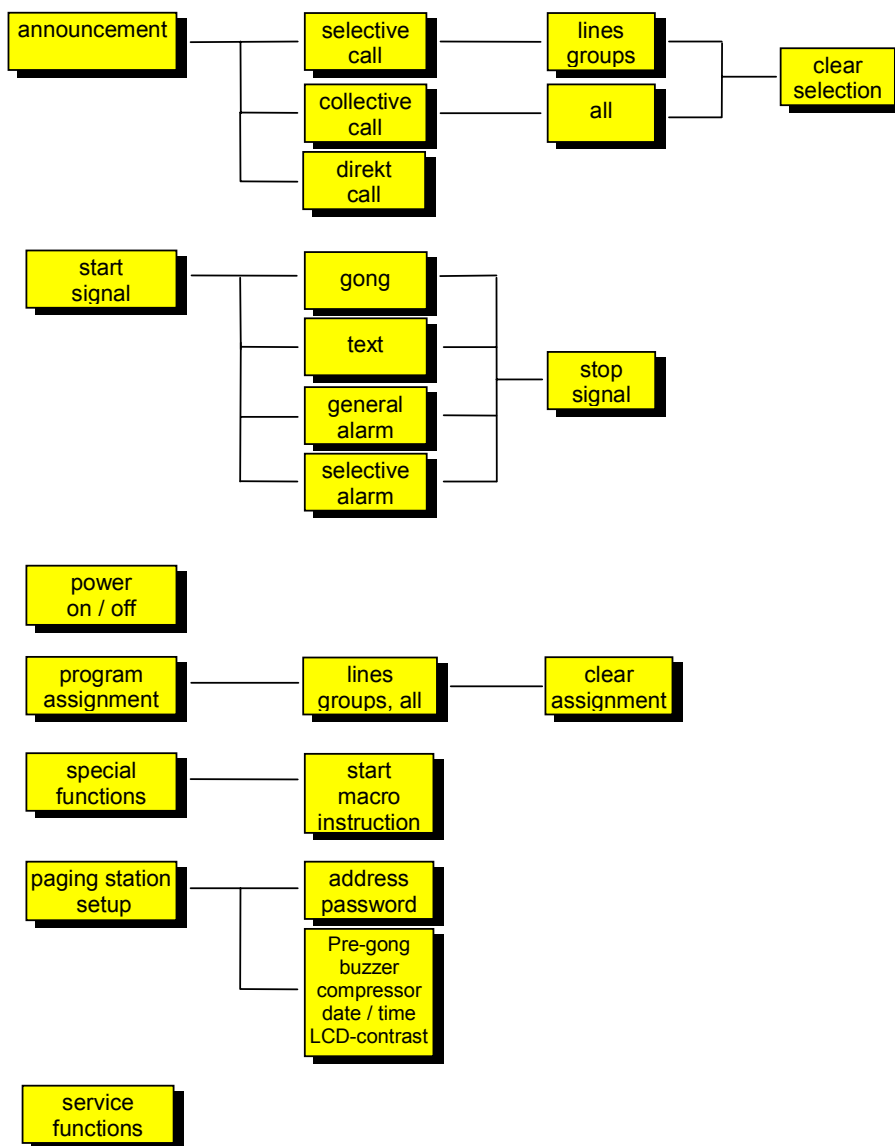 announcement
selective
call
lines
groups
clear
selection
collective
call
all
direkt
call
start
signal
gong
text
stop
signal
general
alarm
selective
alarm
power
on / off
program
assignment
lines
groups, all
clear
assignment
special
functions
start
macro
instruction
paging station
setup
address
password
Pre-gong
buzzer
compressor
date / time
LCD-contrast
service
functions